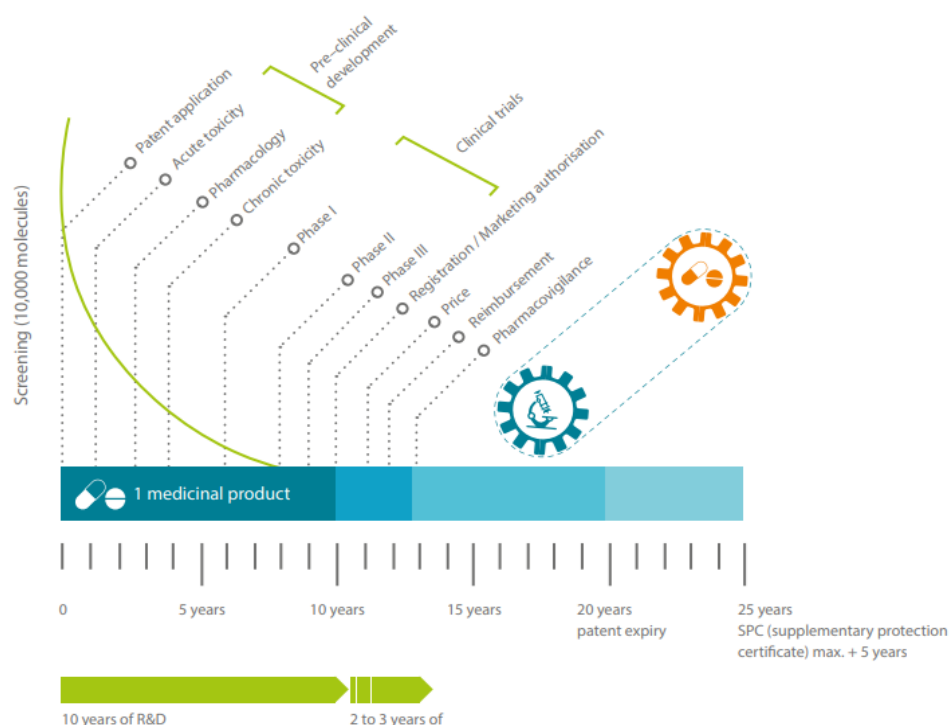 Pre–clinical
development
Patent application
Acute toxicity
Pharmacology
Chronic toxicity
Clinical trials
Phase I
Phase II
Phase III
Registration / Marketing authorisation
Price
Reimbursement
Pharmacovigilance
Screening (10,000 molecules)
1 medicinal product
0
5 years
10 years
15 years
20 years
patent expiry
25 years
SPC (supplementary protection
certificate) max. + 5 years
10 years of R&D
2 to 3 years of